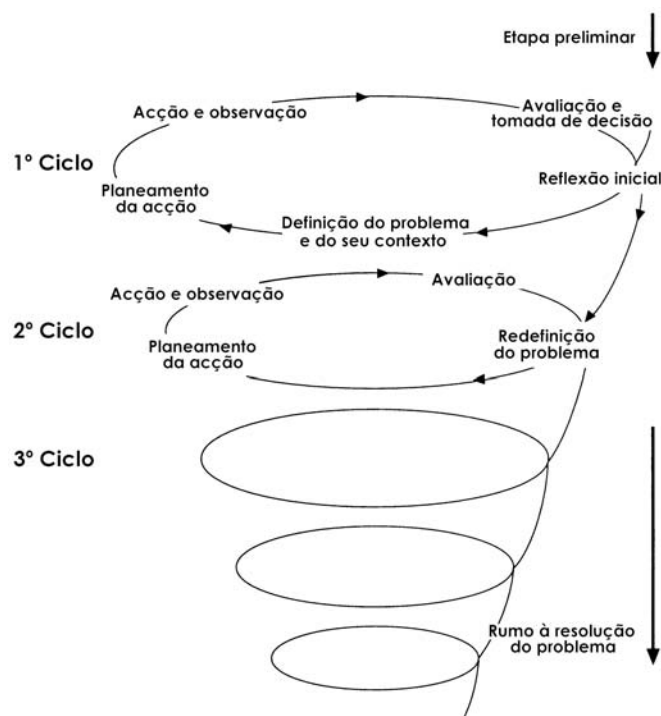 Etapa preliminar
Acção e observação
Avaliação e
tomada de decisão
1º Ciclo
Reflexão inicial
Planeamento
da acção
Definição do problema
e do seu contexto
Acção e observação
Avaliação
2º Ciclo
Planeamento
da acção
Redefinição
do problema
3º Ciclo
Rumo à resolução
do problema